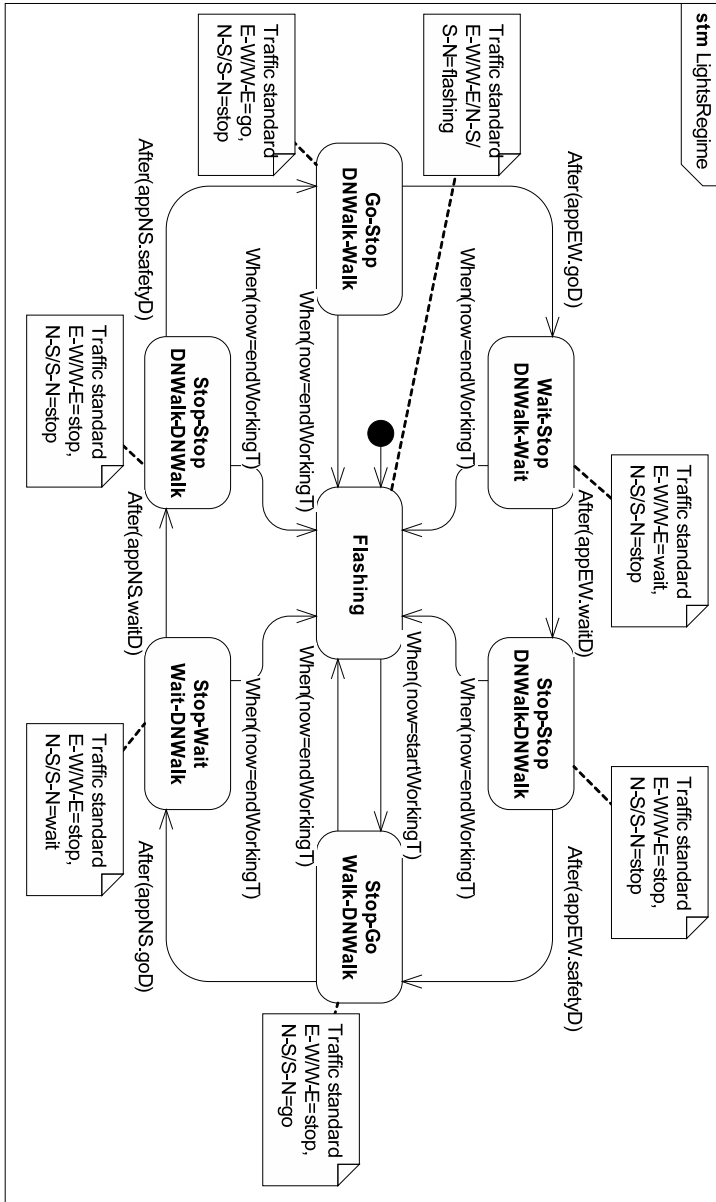 stm LightsRegime
Traffic standard
E-W/W-E/N-S/
S-N=flashing
Traffic standard
E-W/W-E=go,
N-S/S-N=stop
After(appEW.goD)
Go-Stop
DNWalk-Walk
After(appNS.safetyD)
Wait-Stop
DNWalk-Wait
Traffic standard
E-W/W-E=wait,
N-S/S-N=stop
When(now=endWorkingT)
When(now=endWorkingT)
When(now=endWorkingT)
Stop-Stop
DNWalk-DNWalk
Traffic standard
E-W/W-E=stop,
N-S/S-N=stop
After(appEW.waitD)
Flashing
After(appNS.waitD)
Stop-Stop
DNWalk-DNWalk
Traffic standard
E-W/W-E=stop,
N-S/S-N=stop
When(now=endWorkingT)
When(now=startWorkingT)
When(now=endWorkingT)
When(now=endWorkingT)
Stop-Wait
Wait-DNWalk
Traffic standard
E-W/W-E=stop,
N-S/S-N=wait
After(appEW.safetyD)
Stop-Go
Walk-DNWalk
After(appNS.goD)
Traffic standard
E-W/W-E=stop,
N-S/S-N=go